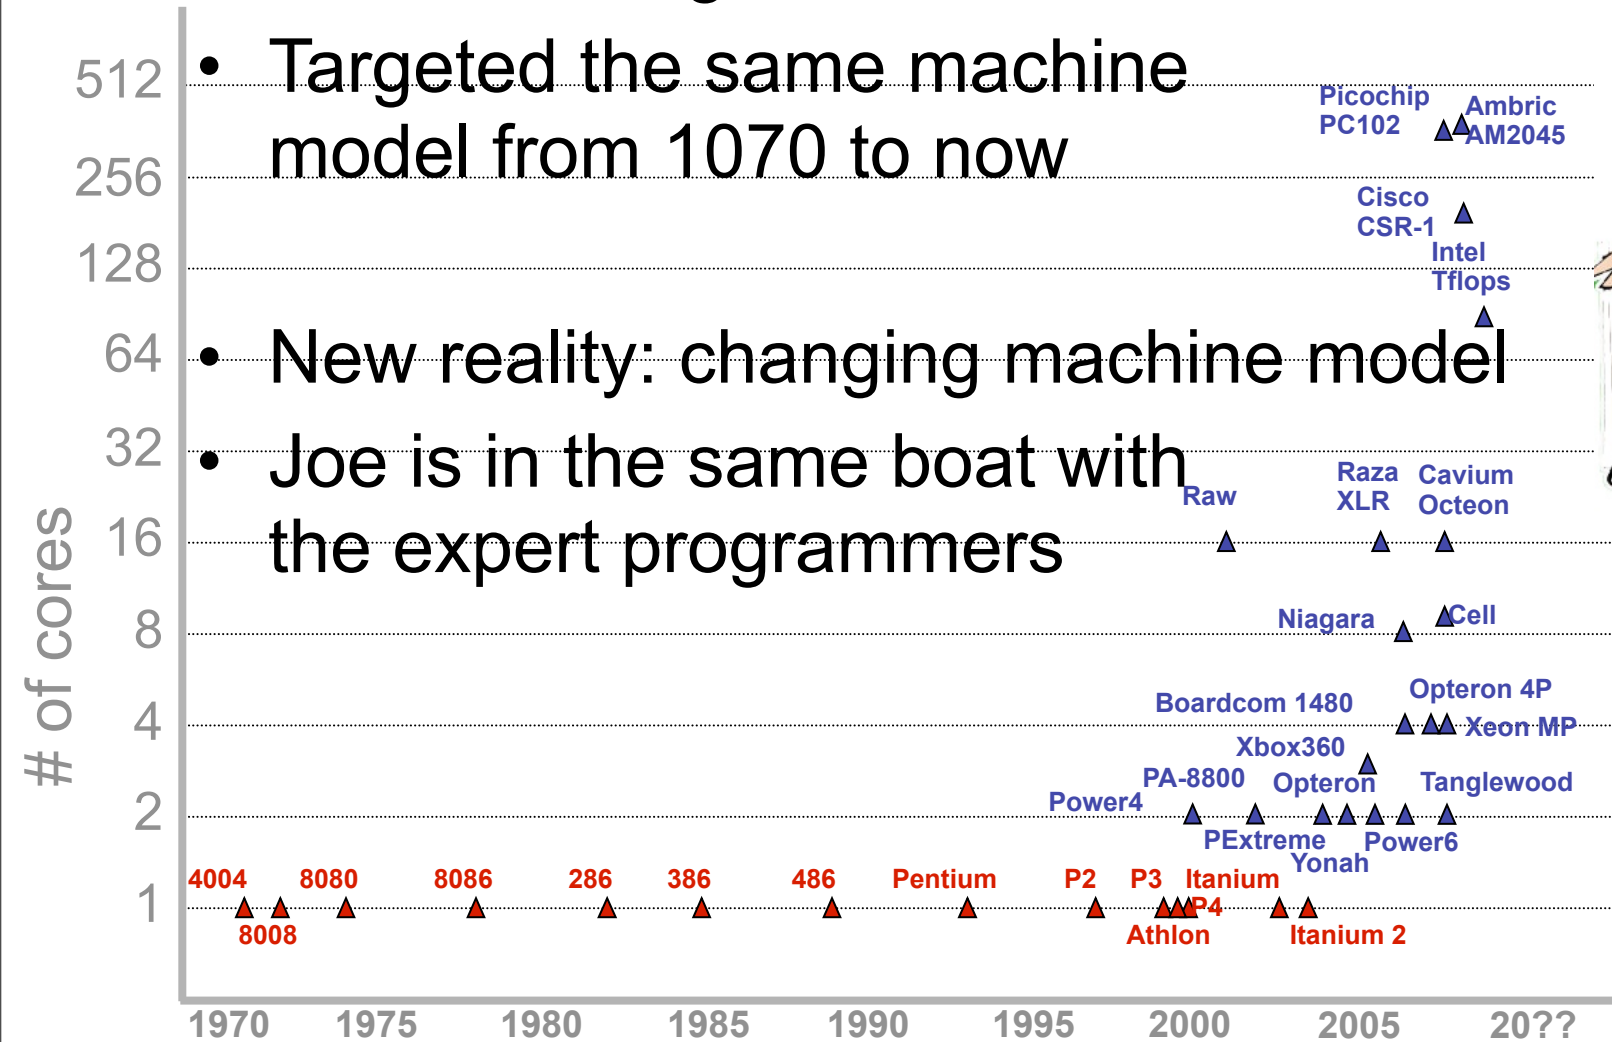 • Targeted the same machine
model from 1070 to now
• New reality: changing machine model
• Joe is in the same boat with
the expert programmers
# of cores
512
256
128
64
32
16
8
4
2
1
Picochip
PC102
Ambric
AM2045
Cisco
CSR-1
Intel
Tflops
Raw
Raza
XLR
Cavium
Octeon
Niagara
Cell
Boardcom 1480
Opteron 4P
Xeon MP
Xbox360
PA-8800
Opteron
Tanglewood
Power4
PExtreme
Power6
Yonah
4004
8080
8086
286
386
486
Pentium
P2
P3
Itanium
P4
8008
Athlon
Itanium 2
1970
1975
1980
1985
1990
1995
2000
2005
20??